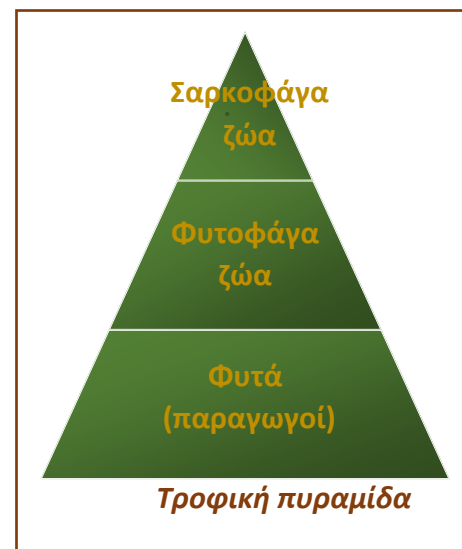 Σαρκοφάγα
ζώα
Φυτοφάγα
ζώα
Φυτά
(παραγωγοί)
Τροφική πυραμίδα